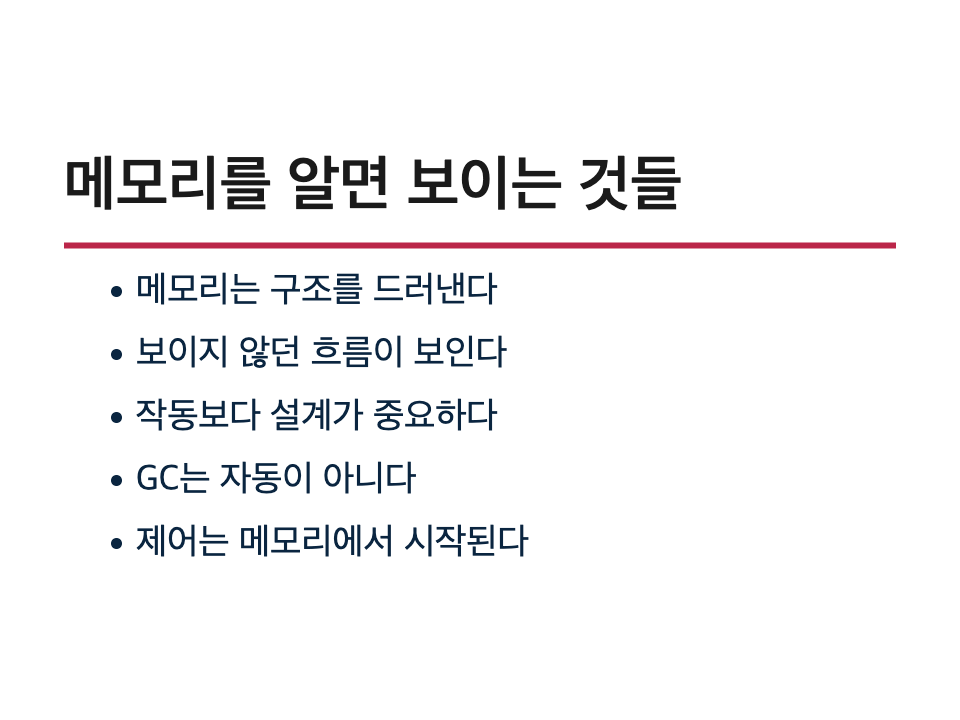 메모리를 알면 보이는 것들
• 메모리는 구조를 드러낸다
• 보이지 않던 흐름이 보인다
• 작동보다 설계가 중요하다
• GC는 자동이 아니다
• 제어는 메모리에서 시작된다